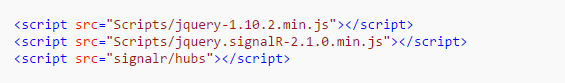 <script src="Scripts/jquery-1.10.2.min.js"></script>
<script src="Scripts/jquery.signalR-2.1.0.min.js"></script>
<script src="signalr/hubs"></script>